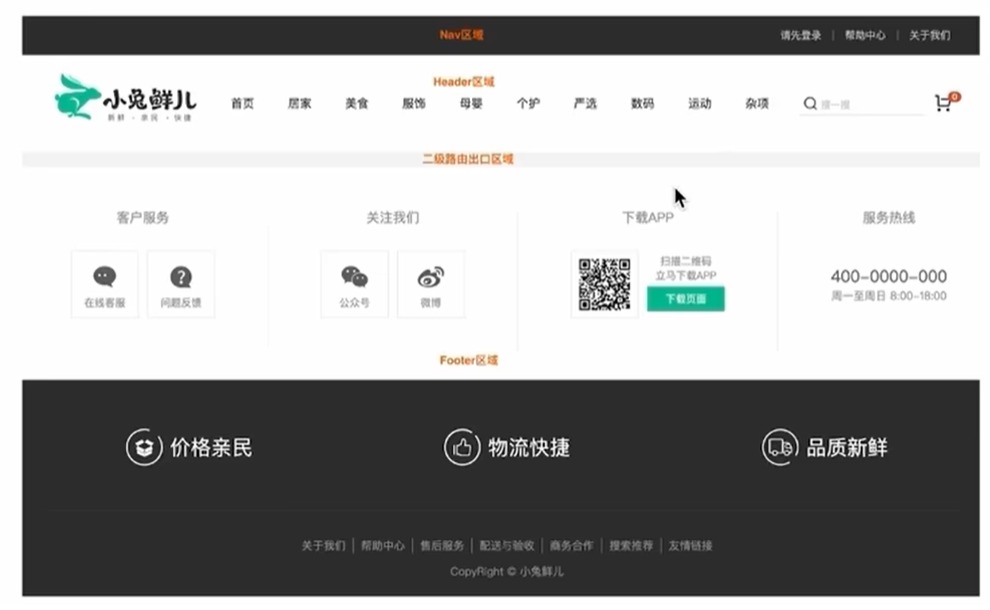 Nav区域
请先登录 | 帮助中心 | 关于我们
Header区域
小兔鲜儿
新鲜 · 亲民 · 快捷
首页 居家 美食 服饰 母婴 个护 严选 数码 运动 杂项
搜一搜
0
二级路由出口区域
客户服务 关注我们 下载APP 服务热线
在线客服 问题反馈
公众号 微博
扫描二维码
立马下载APP
下载页面
400-0000-000
周一至周日 8:00-18:00
Footer区域
价格亲民 物流快捷 品质新鲜
关于我们 | 帮助中心 | 售后服务 | 配送与验收 | 商务合作 | 搜索推荐 | 友情链接
CopyRight © 小兔鲜儿